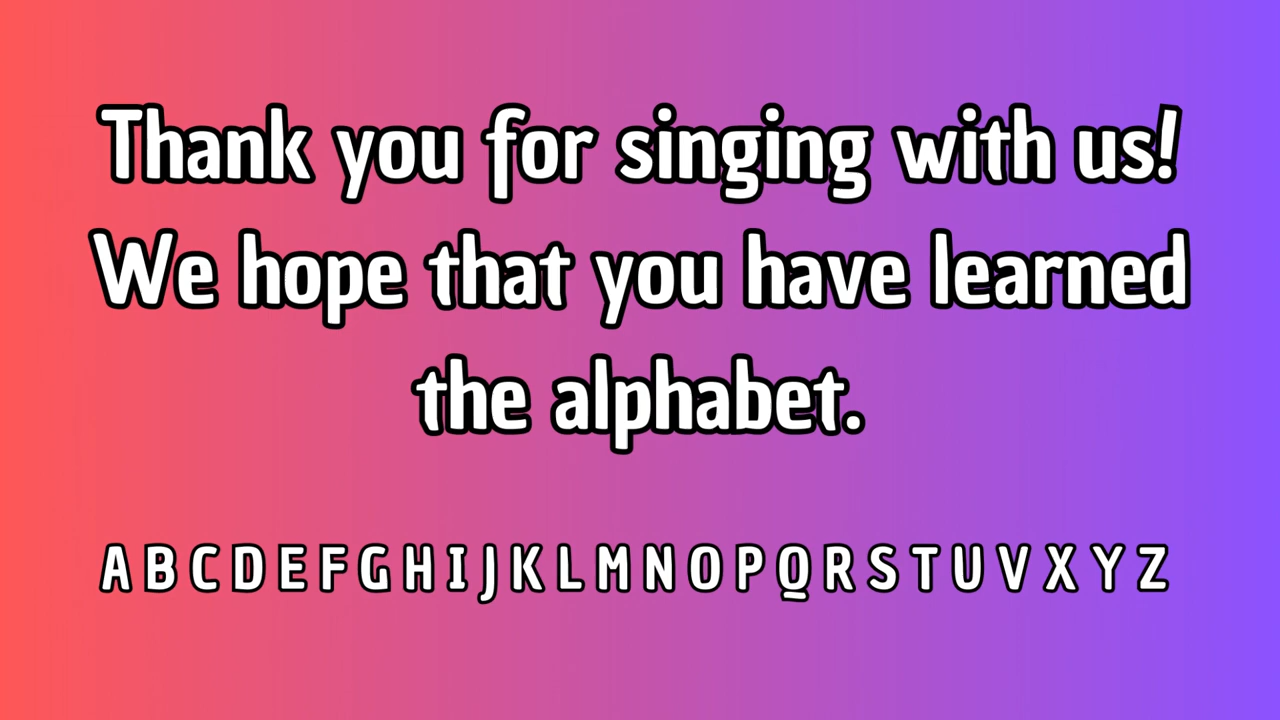 Thank you for singing with us!
We hope that you have learned
the alphabet.
A B C D E F G H I J K L M N O P Q R S T U V X Y Z